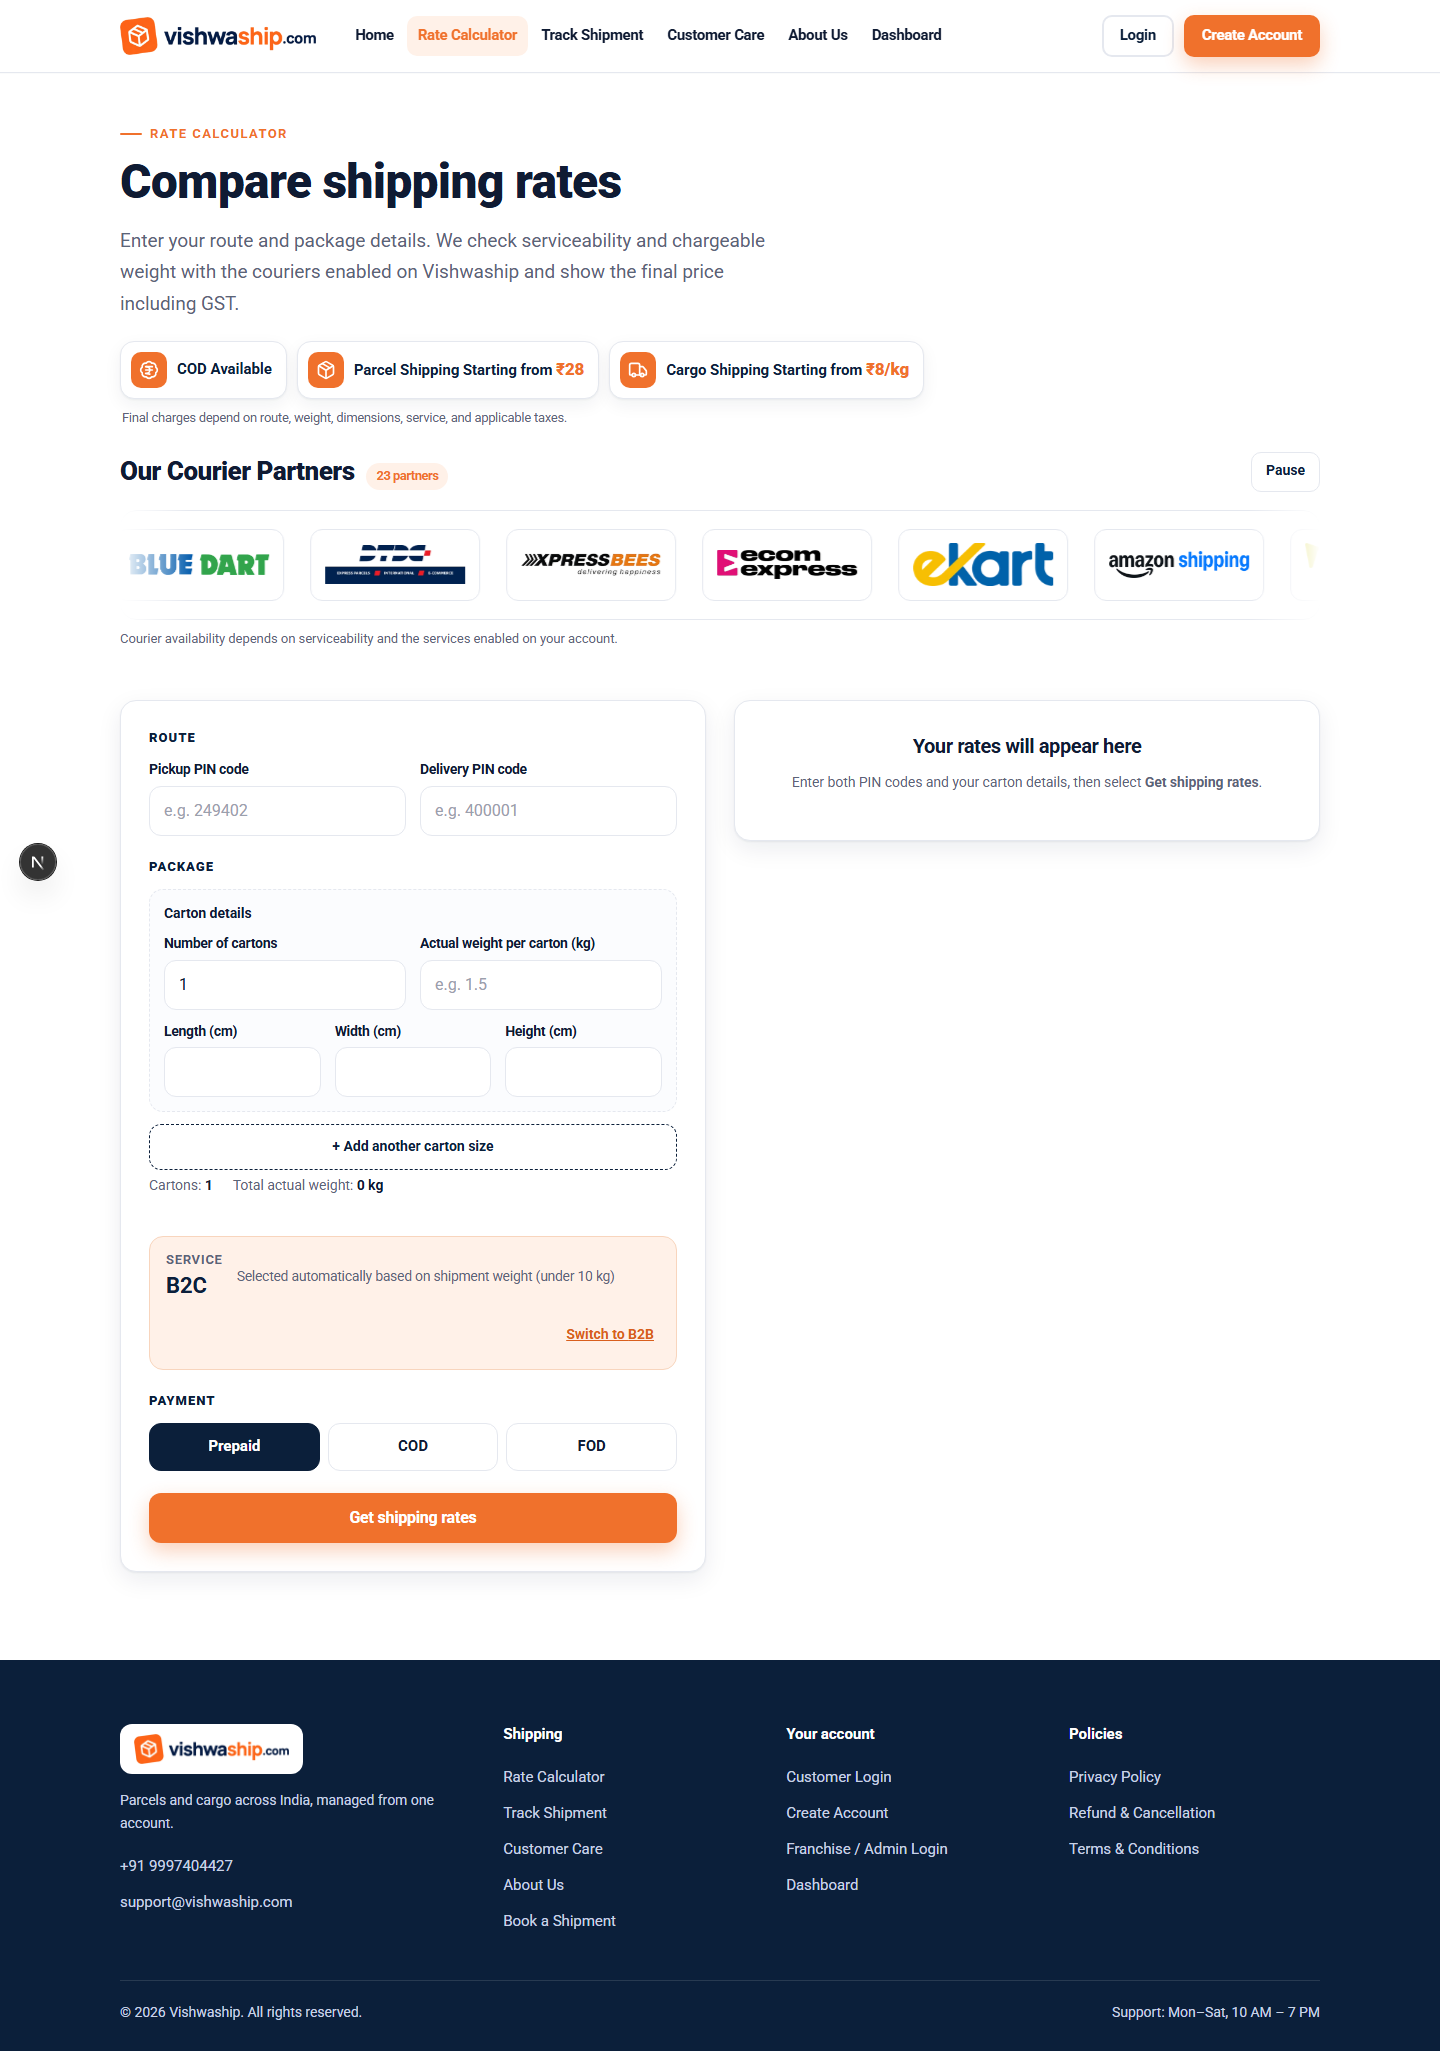 vishwaship.com
Home
Rate Calculator
Track Shipment
Customer Care
About Us
Dashboard
Login
Create Account
RATE CALCULATOR
Compare shipping rates
Enter your route and package details. We check serviceability and chargeable
weight with the couriers enabled on Vishwaship and show the final price
including GST.
COD Available
Parcel Shipping Starting from ₹28
Cargo Shipping Starting from ₹8/kg
Final charges depend on route, weight, dimensions, service, and applicable taxes.
Our Courier Partners
23 partners
Pause
BLUE DART
DTDC
EXPRESS PARCELS INTERNATIONAL E-COMMERCE
XPRESSBEES
delivering happiness
ecom
express
ekart
amazon shipping
Courier availability depends on serviceability and the services enabled on your account.
ROUTE
Pickup PIN code
Delivery PIN code
e.g. 249402
e.g. 400001
PACKAGE
Carton details
Number of cartons
Actual weight per carton (kg)
1
e.g. 1.5
Length (cm)
Width (cm)
Height (cm)
+ Add another carton size
Cartons: 1
Total actual weight: 0 kg
SERVICE
B2C
Selected automatically based on shipment weight (under 10 kg)
Switch to B2B
PAYMENT
Prepaid
COD
FOD
Get shipping rates
Your rates will appear here
Enter both PIN codes and your carton details, then select Get shipping rates.
N
vishwaship.com
Parcels and cargo across India, managed from one
account.
+91 9997404427
support@vishwaship.com
Shipping
Rate Calculator
Track Shipment
Customer Care
About Us
Book a Shipment
Your account
Customer Login
Create Account
Franchise / Admin Login
Dashboard
Policies
Privacy Policy
Refund & Cancellation
Terms & Conditions
© 2026 Vishwaship. All rights reserved.
Support: Mon–Sat, 10 AM – 7 PM